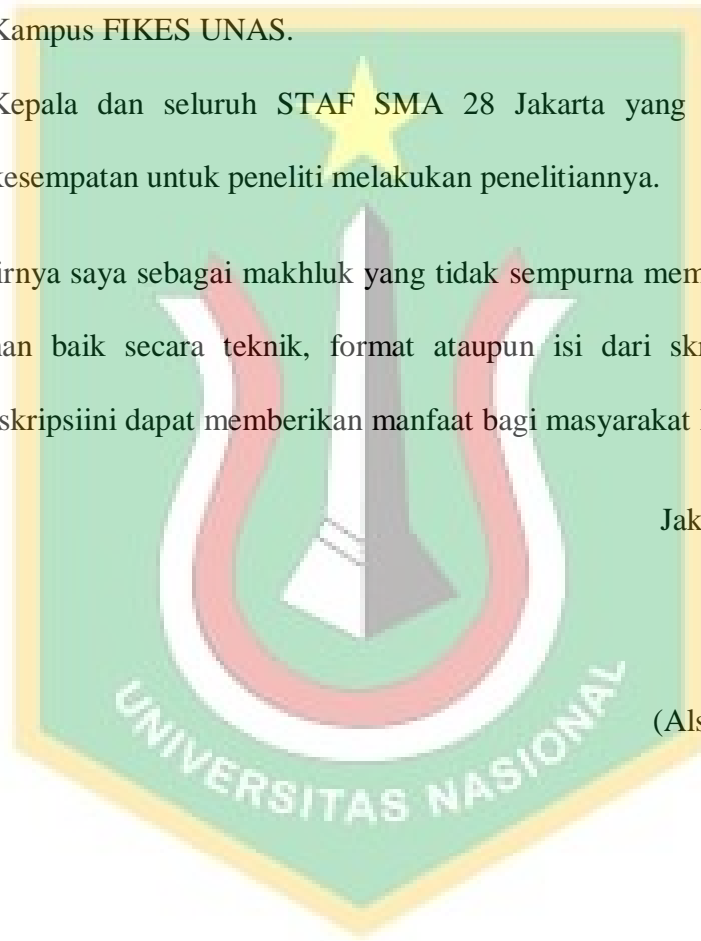 Kampus FIKES UNAS.
Kepala dan seluruh STAF SMA 28 Jakarta yang
kesempatan untuk peneliti melakukan penelitiannya.
irnya saya sebagai makhluk yang tidak sempurna mem
an baik secara teknik, format ataupun isi dari skr
skripsiini dapat memberikan manfaat bagi masyarakat
Jak
(Als
UNIVERSITAS NASIONAL